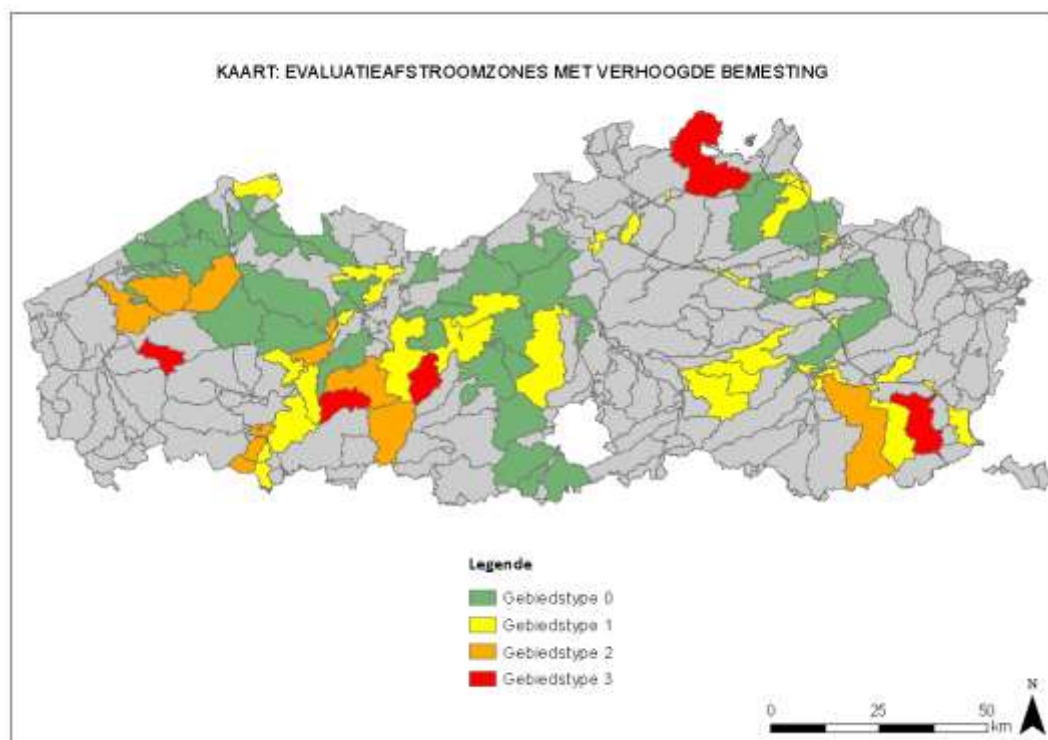 KAART: EVALUATIEAFSTROOMZONES MET VERHOOGDE BEMESTING
Legende
Gebiedstype 0
Gebiedstype 1
Gebiedstype 2
Gebiedstype 3
N
0 25 50
km